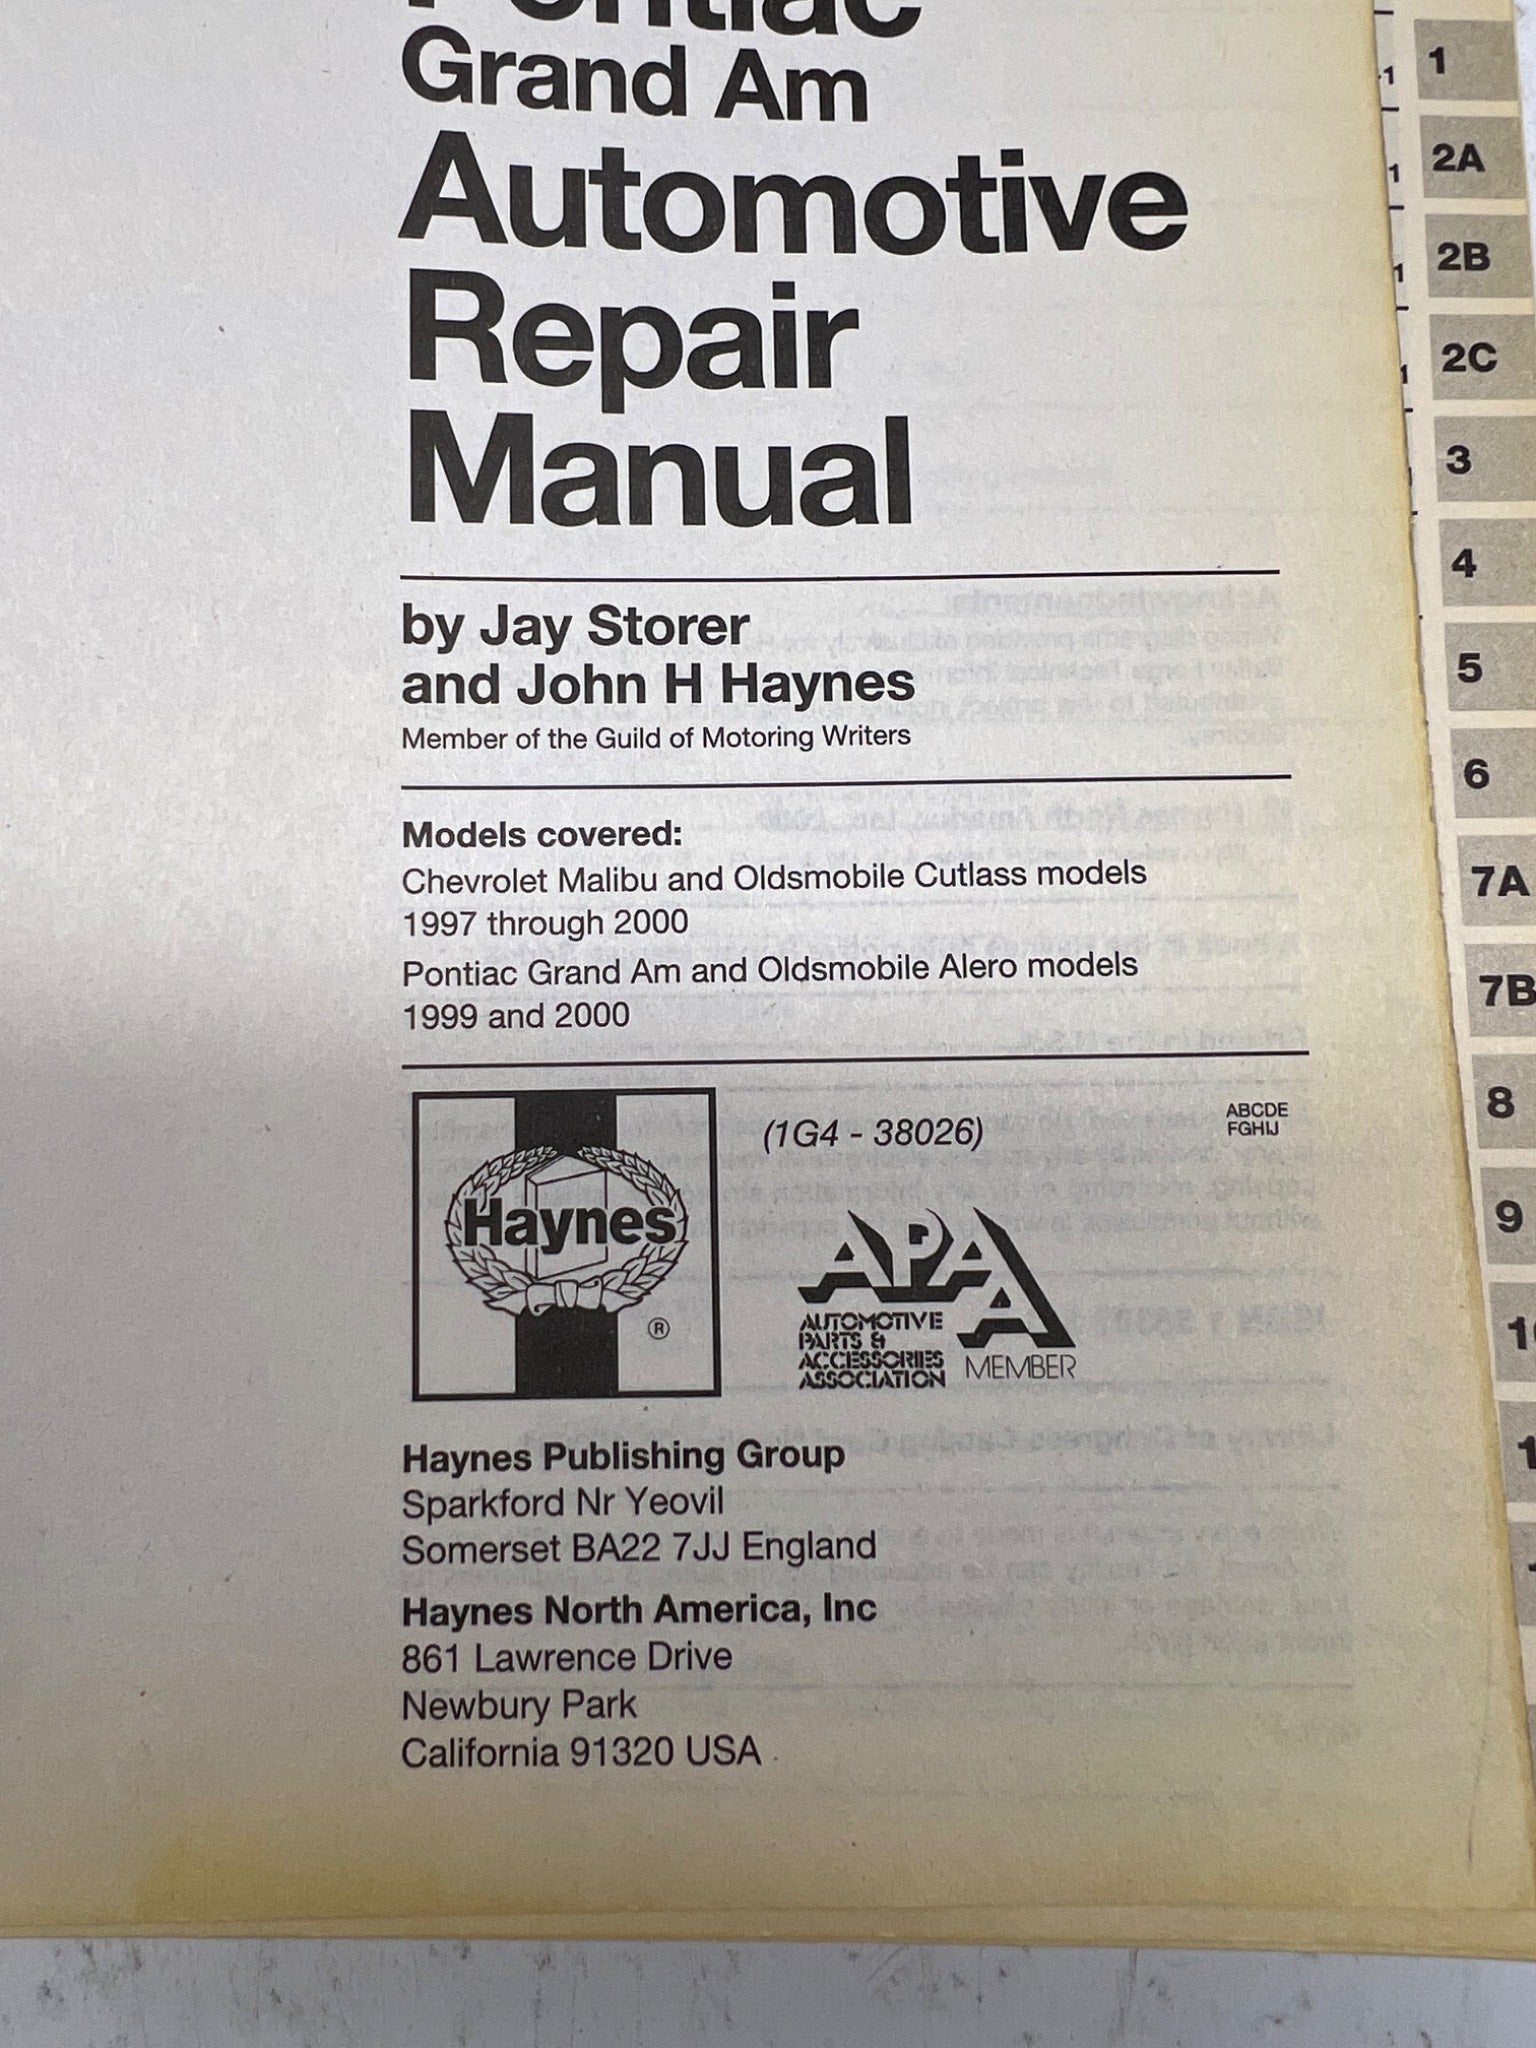 Pontiac
Grand Am
Automotive
Repair
Manual
by Jay Storer
and John H Haynes
Member of the Guild of Motoring Writers
Models covered:
Chevrolet Malibu and Oldsmobile Cutlass models
1997 through 2000
Pontiac Grand Am and Oldsmobile Alero models
1999 and 2000
(1G4 - 38026)
ABCDE
FGHIJ
Haynes
®
APAA
AUTOMOTIVE
PARTS &
ACCESSORIES
ASSOCIATION
MEMBER
Haynes Publishing Group
Sparkford Nr Yeovil
Somerset BA22 7JJ England
Haynes North America, Inc
861 Lawrence Drive
Newbury Park
California 91320 USA
1
2A
2B
2C
3
4
5
6
7A
7B
8
9